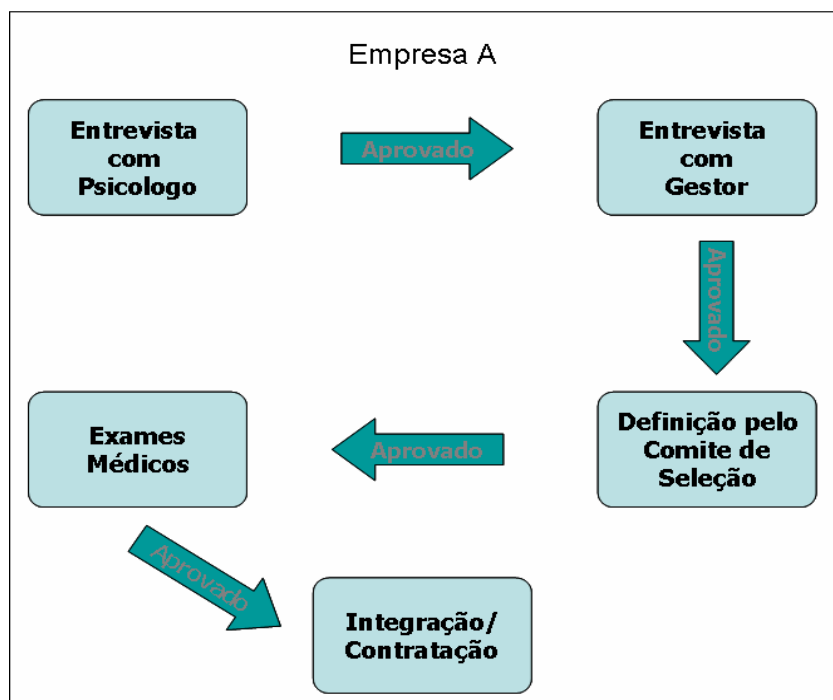 Empresa A
Entrevista
com
Psicologo
Aprovado
Entrevista
com
Gestor
Aprovado
Definição pelo
Comite de
Seleção
Aprovado
Exames
Médicos
Aprovado
Integração/
Contratação